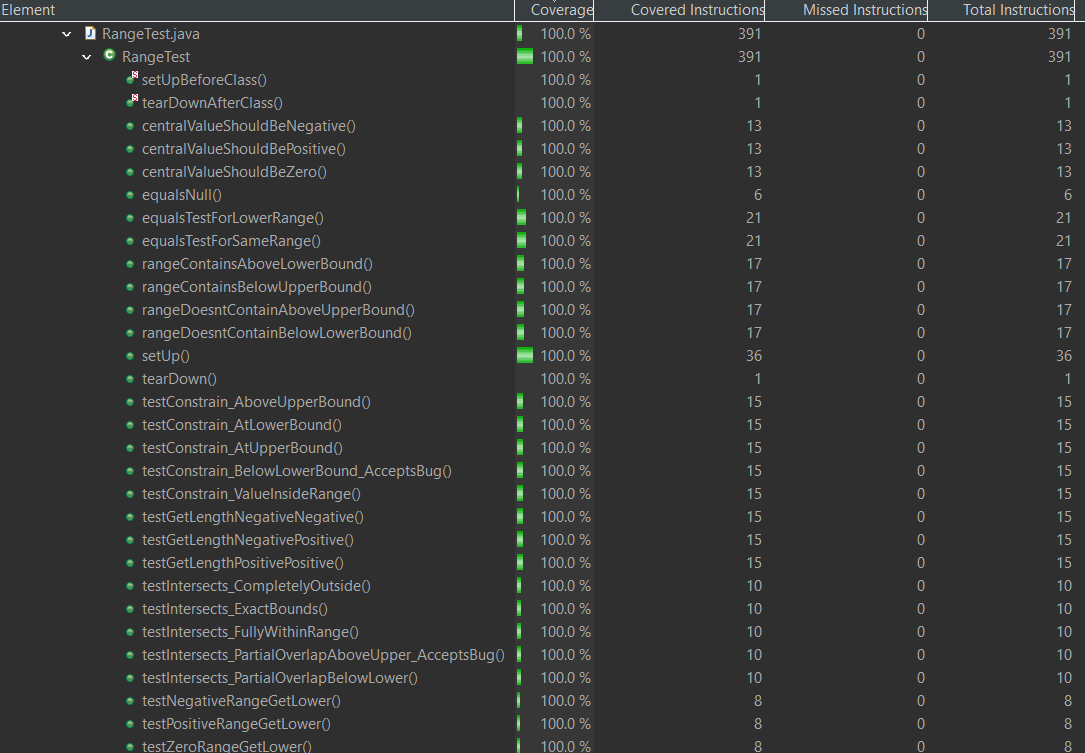 Element Coverage Covered Instructions Missed Instructions Total Instructions
RangeTest.java 100.0 % 391 0 391
RangeTest 100.0 % 391 0 391
setUpBeforeClass() 100.0 % 1 0 1
tearDownAfterClass() 100.0 % 1 0 1
centralValueShouldBeNegative() 100.0 % 13 0 13
centralValueShouldBePositive() 100.0 % 13 0 13
centralValueShouldBeZero() 100.0 % 13 0 13
equalsNull() 100.0 % 6 0 6
equalsTestForLowerRange() 100.0 % 21 0 21
equalsTestForSameRange() 100.0 % 21 0 21
rangeContainsAboveLowerBound() 100.0 % 17 0 17
rangeContainsBelowUpperBound() 100.0 % 17 0 17
rangeDoesntContainAboveUpperBound() 100.0 % 17 0 17
rangeDoesntContainBelowLowerBound() 100.0 % 17 0 17
setUp() 100.0 % 36 0 36
tearDown() 100.0 % 1 0 1
testConstrain_AboveUpperBound() 100.0 % 15 0 15
testConstrain_AtLowerBound() 100.0 % 15 0 15
testConstrain_AtUpperBound() 100.0 % 15 0 15
testConstrain_BelowLowerBound_AcceptsBug() 100.0 % 15 0 15
testConstrain_ValueInsideRange() 100.0 % 15 0 15
testGetLengthNegativeNegative() 100.0 % 15 0 15
testGetLengthNegativePositive() 100.0 % 15 0 15
testGetLengthPositivePositive() 100.0 % 15 0 15
testIntersects_CompletelyOutside() 100.0 % 10 0 10
testIntersects_ExactBounds() 100.0 % 10 0 10
testIntersects_FullyWithinRange() 100.0 % 10 0 10
testIntersects_PartialOverlapAboveUpper_AcceptsBug() 100.0 % 10 0 10
testIntersects_PartialOverlapBelowLower() 100.0 % 10 0 10
testNegativeRangeGetLower() 100.0 % 8 0 8
testPositiveRangeGetLower() 100.0 % 8 0 8
testZeroRangeGetLower() 100.0 % 8 0 8